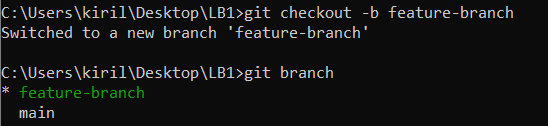 C:\Users\kiril\Desktop\LB1>git checkout -b feature-branch
Switched to a new branch 'feature-branch'
C:\Users\kiril\Desktop\LB1>git branch
* feature-branch
  main